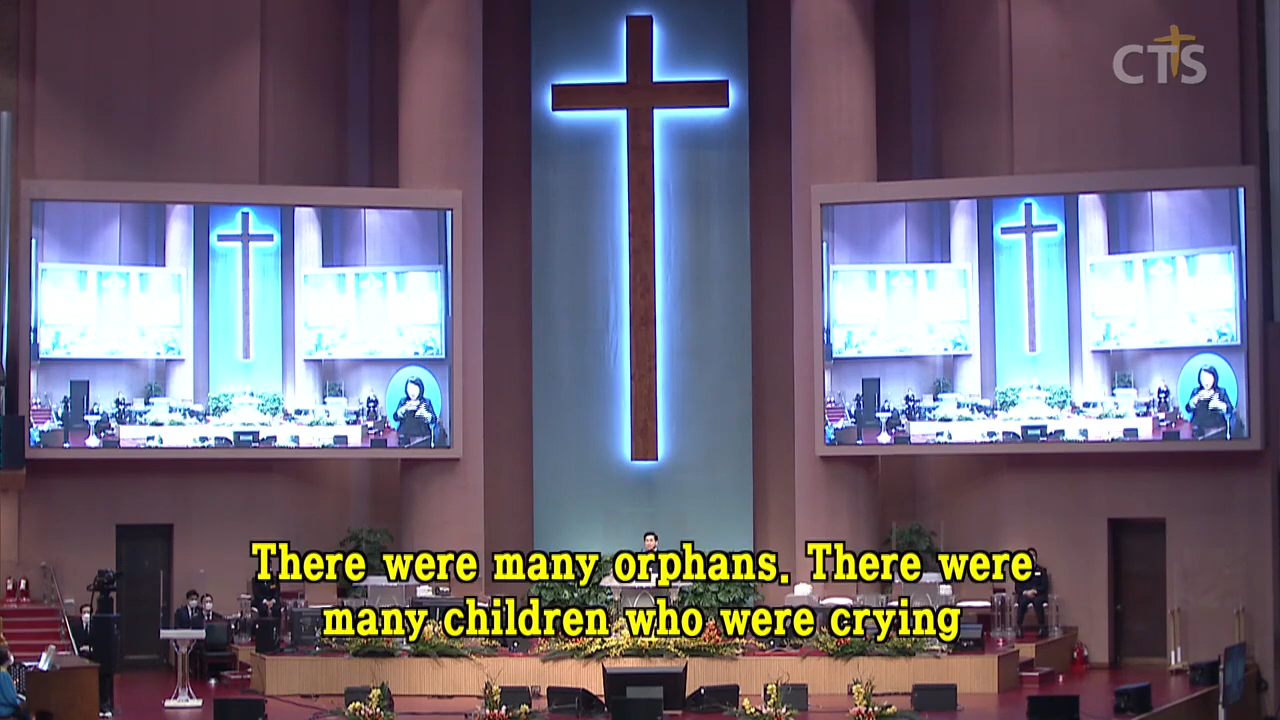 CTS
There were many orphans. There were
many children who were crying